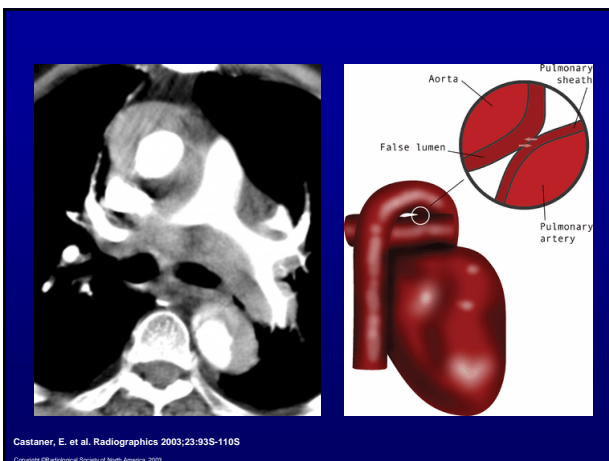 Pulmonary
sheath
Aorta
False lumen
Pulmonary
artery
Castaner, E. et al. Radiographics 2003;23:93S-110S
Copyright ©Radiological Society of North America, 2003